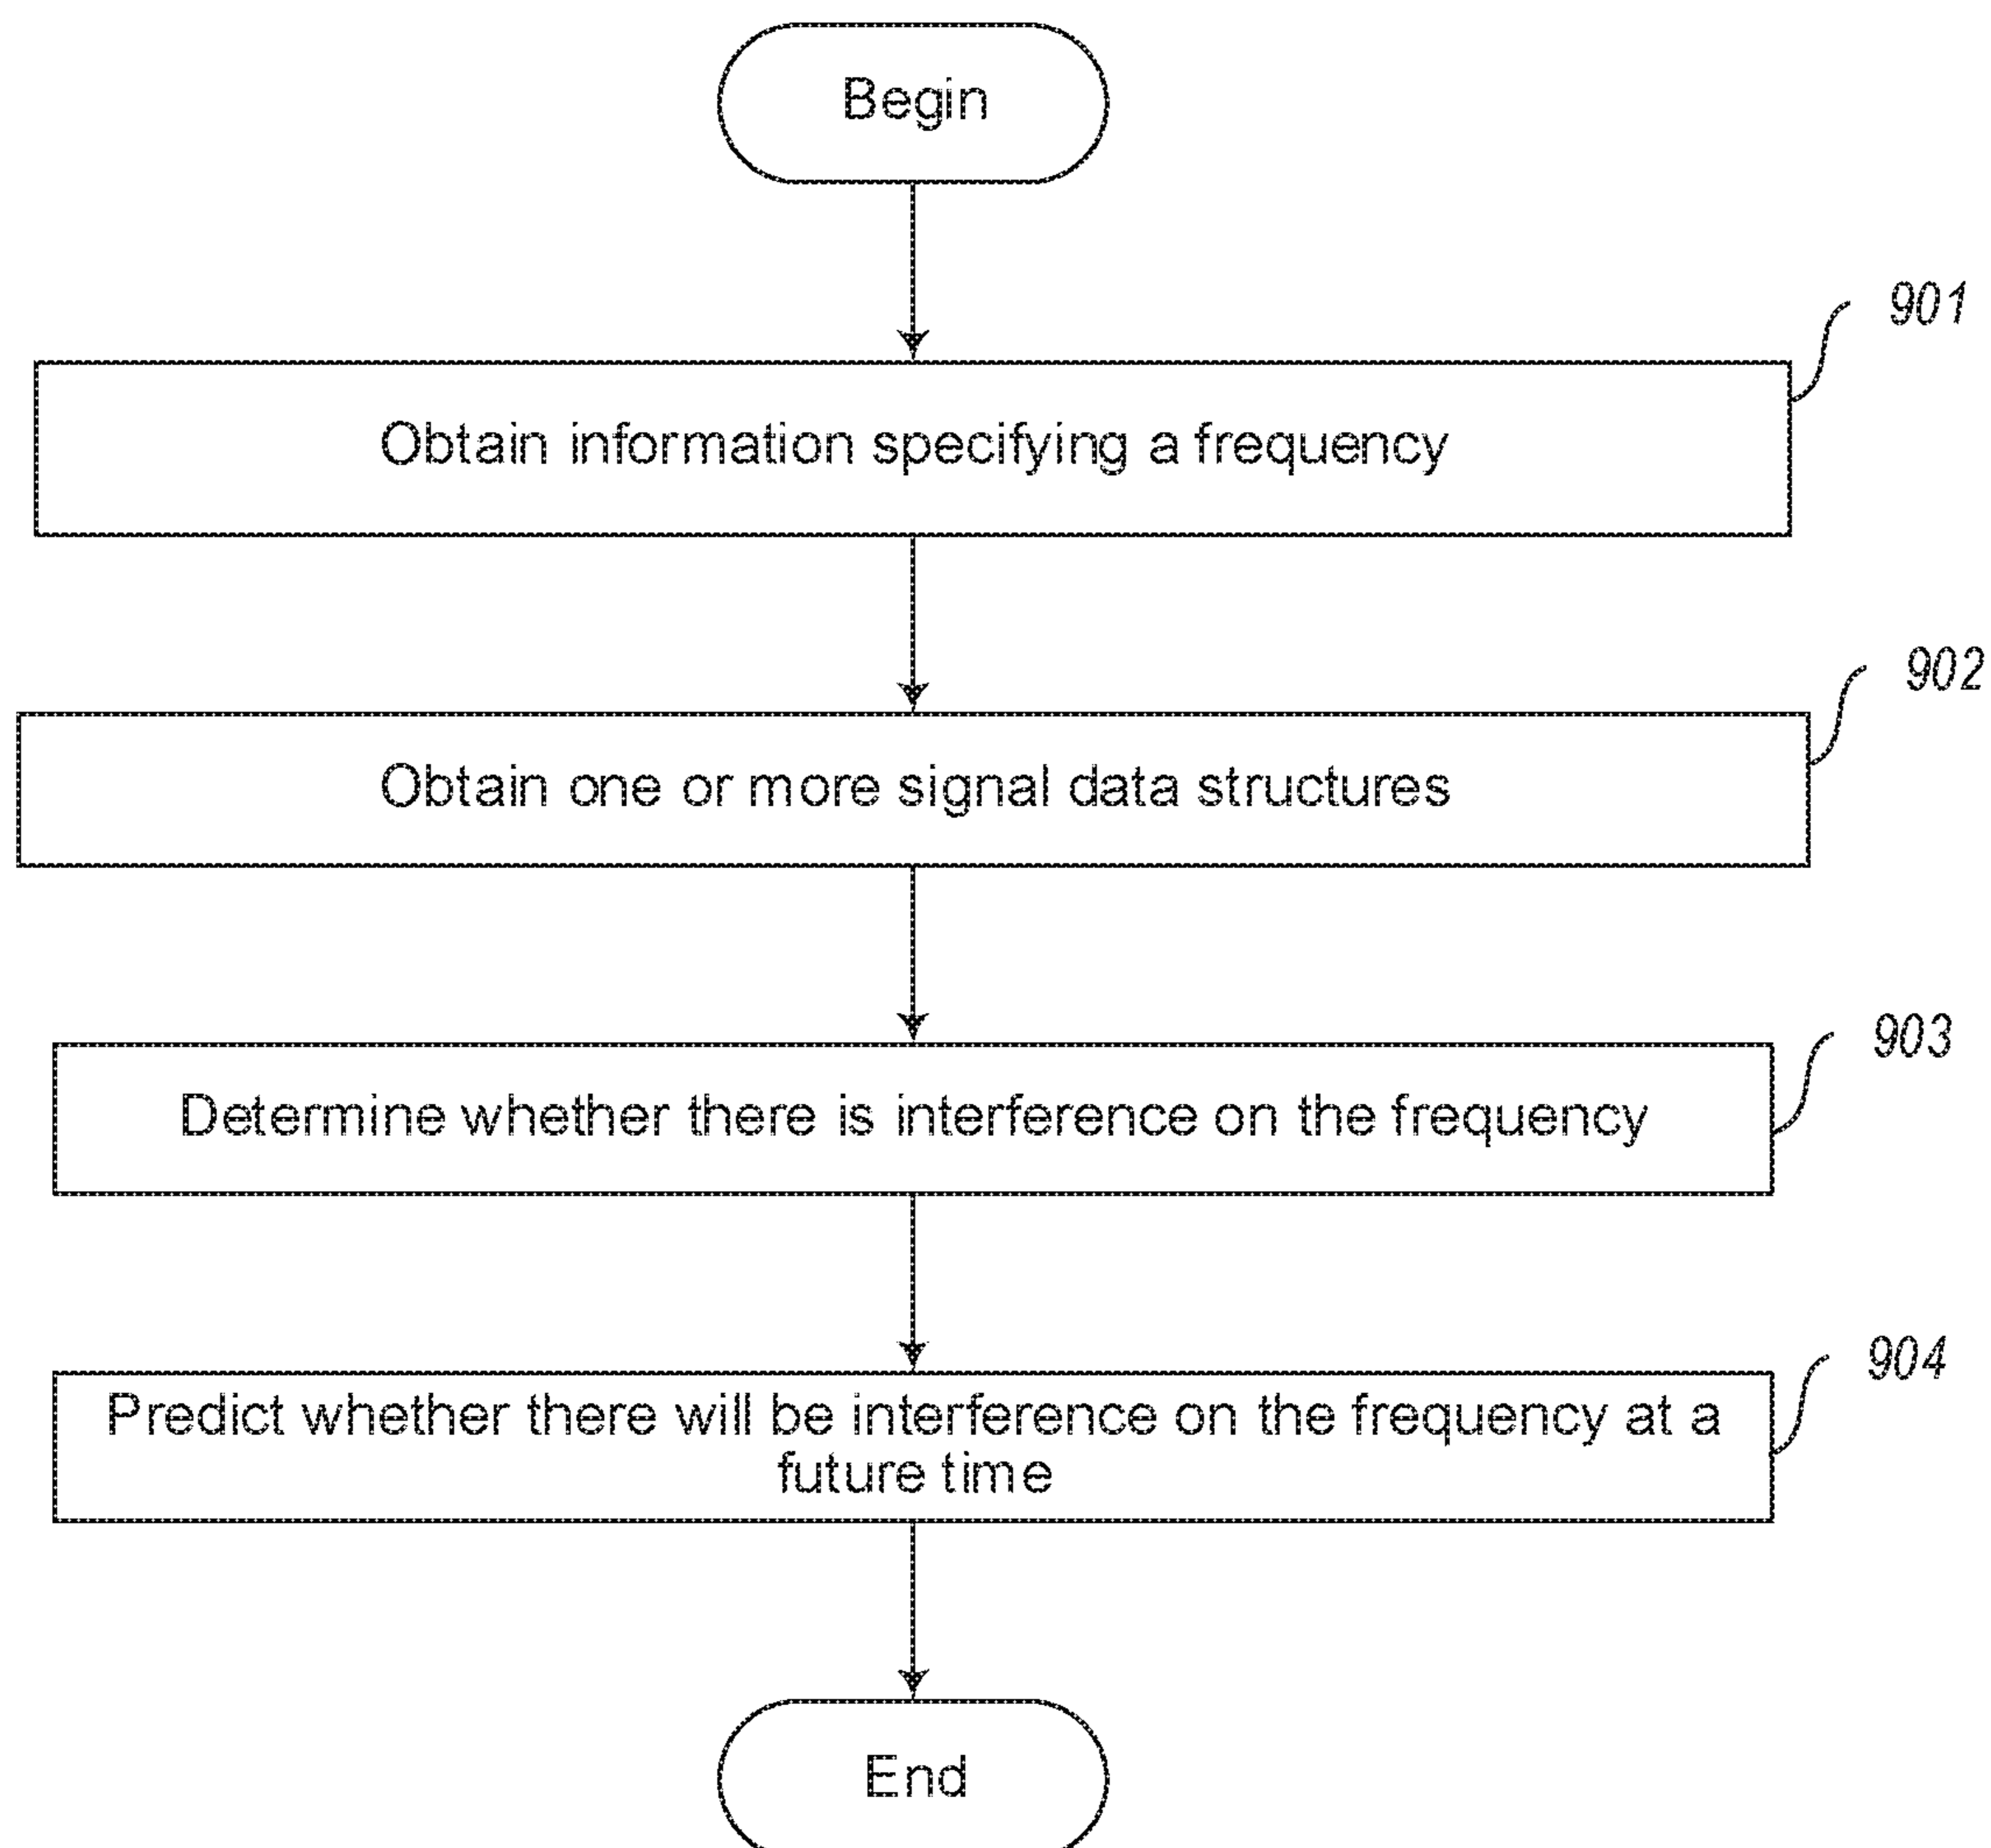 Begin
901
Obtain information specifying a frequency
902
Obtain one or more signal data structures
903
Determine whether there is interference on the frequency
904
Predict whether there will be interference on the frequency at a
future time
End